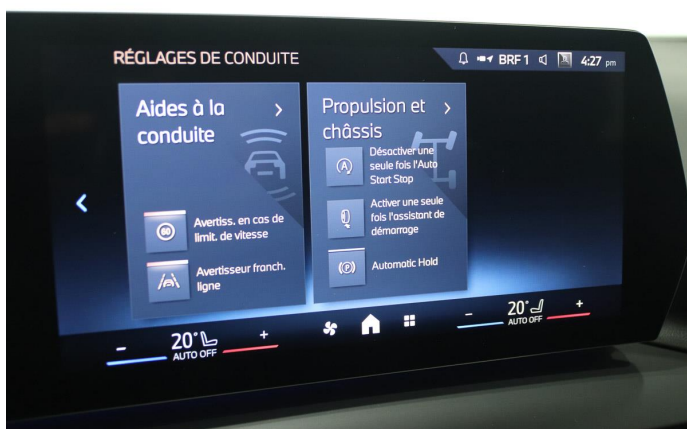 RÉGLAGES DE CONDUITE
BRF 1
4:27 pm
Aides à la
conduite
60
Avertiss. en cas de
limit. de vitesse
Avertisseur franch.
ligne
Propulsion et
châssis
A
Désactiver une
seule fois l'Auto
Start Stop
Activer une seule
fois l'assistant de
démarrage
P
Automatic Hold
- 20° +
AUTO OFF
- 20° +
AUTO OFF